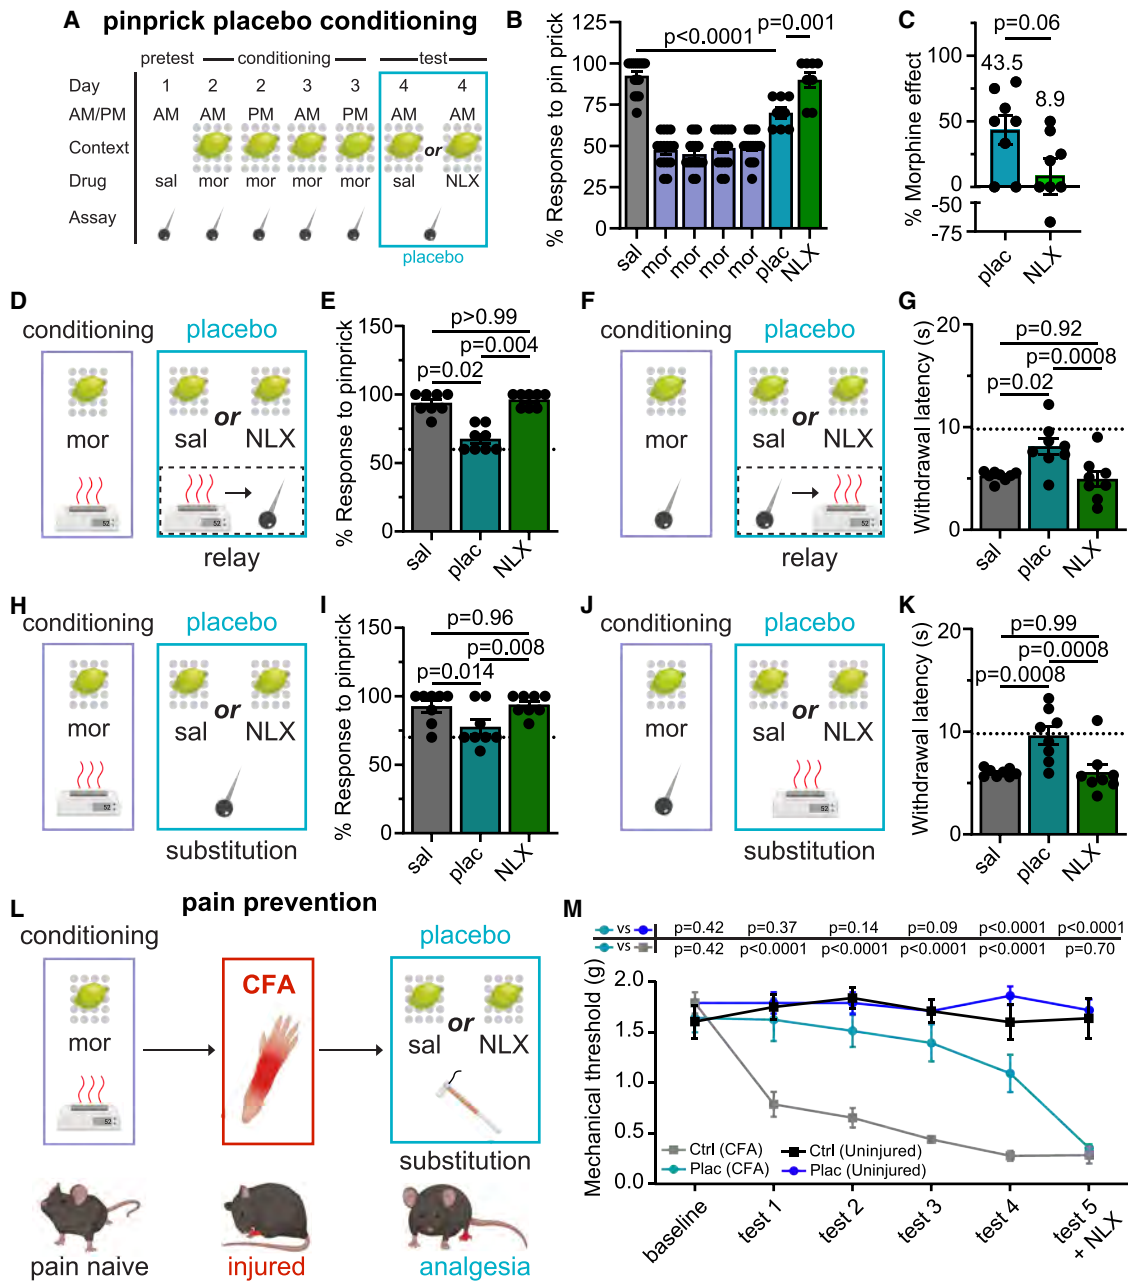 A pinprick placebo conditioning
pretest conditioning test
Day 1 2 2 3 3 4 4
AM/PM AM AM PM AM PM AM AM
Context or
Drug sal mor mor mor mor sal NLX
Assay
placebo
B
% Response to pin prick
p<0.0001
p=0.001
125
100
75
50
25
0
sal mor mor mor mor plac NLX
C
% Morphine effect
p=0.06
100
50
0
-50
-75
43.5
8.9
plac NLX
D
conditioning placebo
mor
sal or NLX
relay
E
% Response to pinprick
p>0.99
p=0.004
p=0.02
150
100
50
0
sal plac NLX
F
conditioning placebo
mor
sal or NLX
relay
G
Withdrawal latency (s)
p=0.92
p=0.0008
p=0.02
20
10
0
sal plac NLX
H
conditioning placebo
mor
sal or NLX
substitution
I
% Response to pinprick
p=0.96
p=0.008
p=0.014
150
100
50
0
sal plac NLX
J
conditioning placebo
mor
sal or NLX
substitution
K
Withdrawal latency (s)
p=0.99
p=0.0008
p=0.0008
20
10
0
sal plac NLX
L pain prevention
conditioning placebo
mor
CFA
sal or NLX
substitution
pain naive injured analgesia
M
vs p=0.42 p=0.37 p=0.14 p=0.09 p<0.0001 p<0.0001
vs p=0.42 p<0.0001 p<0.0001 p<0.0001 p<0.0001 p=0.70
Mechanical threshold (g)
2.0
1.5
1.0
0.5
0.0
Ctrl (CFA) Ctrl (Uninjured)
Plac (CFA) Plac (Uninjured)
baseline test 1 test 2 test 3 test 4 test 5
+ NLX